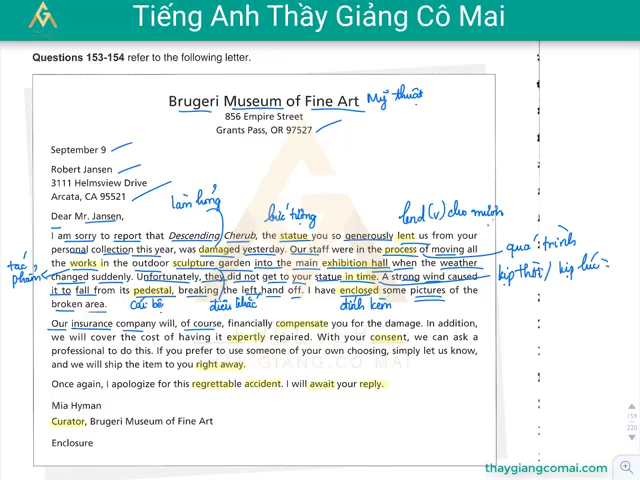 Tiếng Anh Thầy Giảng Cô Mai
Questions 153-154 refer to the following letter.
Brugeri Museum of Fine Art Mỹ thuật
856 Empire Street
Grants Pass, OR 97527
September 9
Robert Jansen
3111 Helmsview Drive
Arcata, CA 95521
làm hỏng
bức tượng
lend (v) cho mượn
Dear Mr. Jansen,
I am sorry to report that Descending Cherub, the statue you so generously lent us from your
personal collection this year, was damaged yesterday. Our staff were in the process of moving all
quá trình
tác phẩm
works in the outdoor sculpture garden into the main exhibition hall when the weather
changed suddenly. Unfortunately, they did not get to your statue in time. A strong wind caused
kịp thời / kịp lúc
it to fall from its pedestal, breaking the left hand off. I have enclosed some pictures of the
broken area.
cái bệ
điêu khắc
đính kèm
Our insurance company will, of course, financially compensate you for the damage. In addition,
we will cover the cost of having it expertly repaired. With your consent, we can ask a
professional to do this. If you prefer to use someone of your own choosing, simply let us know,
and we will ship the item to you right away.
GIANG CO MAI
Once again, I apologize for this regrettable accident. I will await your reply.
Mia Hyman
Curator, Brugeri Museum of Fine Art
Enclosure
159
220
thaygiangcomai.com